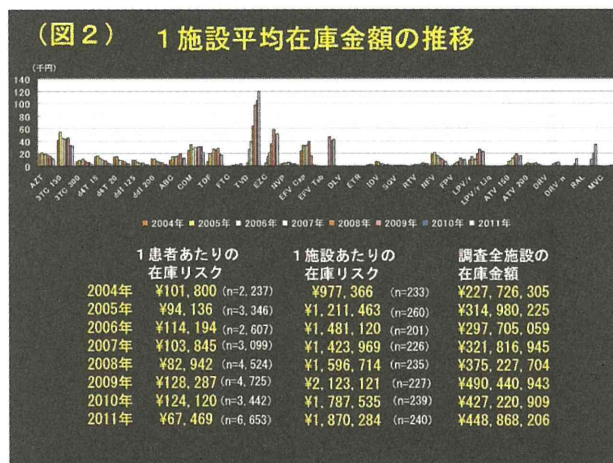 （図２）　１施設平均在庫金額の推移
(千円)
140
120
100
80
60
40
20
0
AZT 3TC 150 3TC 300 d4T 15 d4T 20 ddI 125 ddI 200 ABC COM TDF FTC TVD EZC NVP EFV Cap EFV Tab DLV ETR IDV SQV RTV NFV FPV LPV/r LPV/r Liq ATV 150 ATV 200 DRV DRV n RAL MVC
2004年 2005年 2006年 2007年 2008年 2009年 2010年 2011年
１患者あたりの在庫リスク １施設あたりの在庫リスク 調査全施設の在庫金額
2004年 ¥101,800 (n=2,237) ¥977,366 (n=233) ¥227,726,305
2005年 ¥94,136 (n=3,346) ¥1,211,463 (n=260) ¥314,980,225
2006年 ¥114,194 (n=2,607) ¥1,481,120 (n=201) ¥297,705,059
2007年 ¥103,845 (n=3,099) ¥1,423,969 (n=226) ¥321,816,945
2008年 ¥82,942 (n=4,524) ¥1,596,714 (n=235) ¥375,227,704
2009年 ¥128,287 (n=4,725) ¥2,123,121 (n=227) ¥490,440,943
2010年 ¥124,120 (n=3,442) ¥1,787,535 (n=239) ¥427,220,909
2011年 ¥67,469 (n=6,653) ¥1,870,284 (n=240) ¥448,868,206